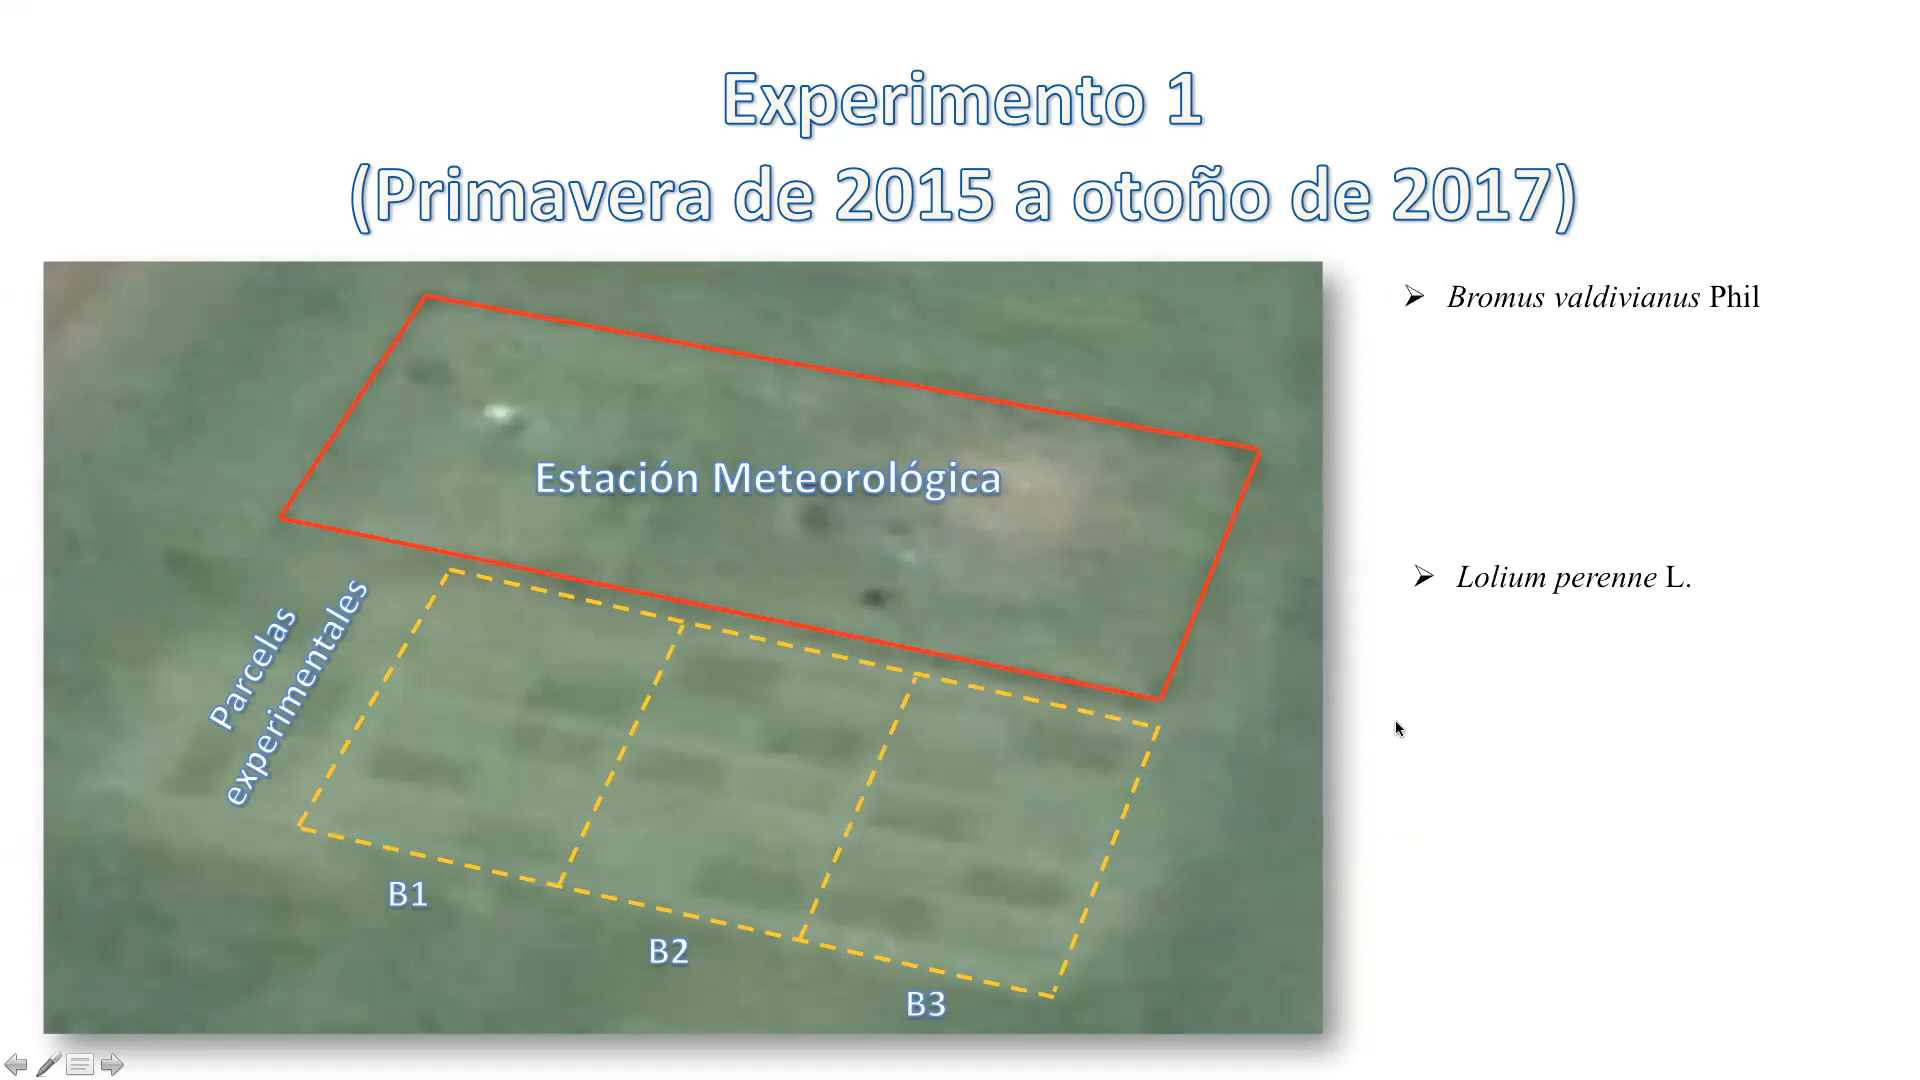 Experimento 1
(Primavera de 2015 a otoño de 2017)
Bromus valdivianus Phil
Estación Meteorológica
Lolium perenne L.
Parcelas
experimentales
B1
B2
B3